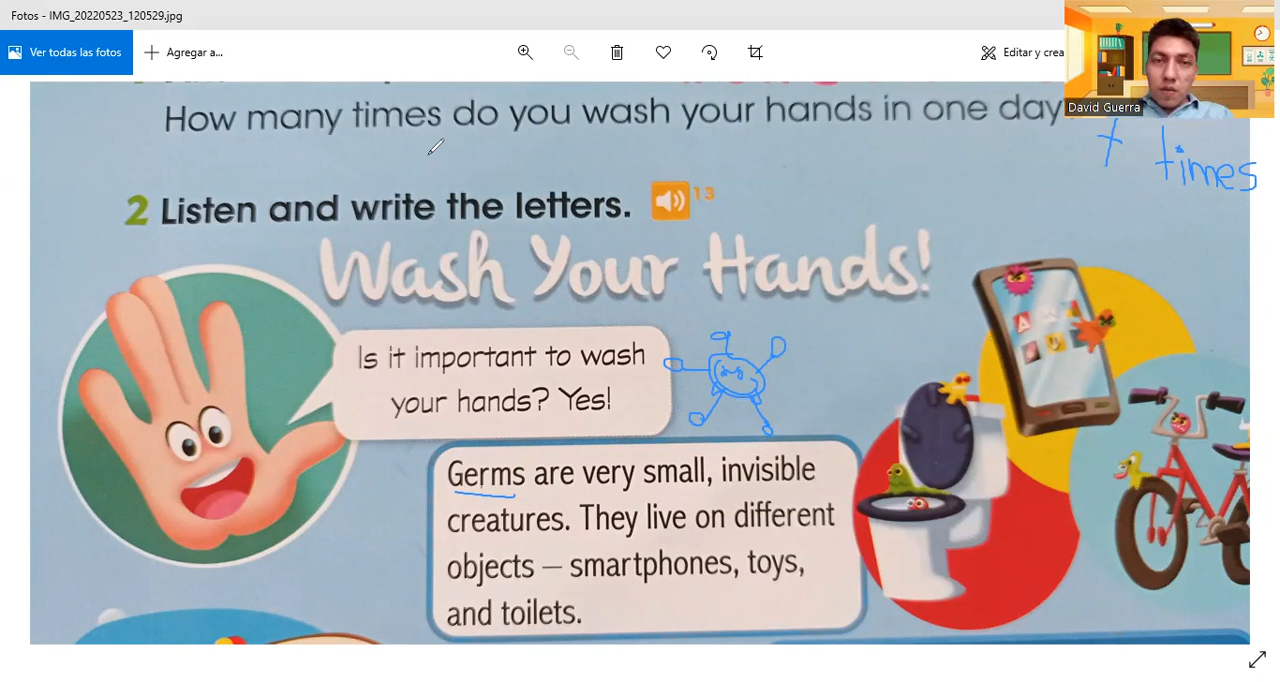 Fotos - IMG_20220523_120529.jpg
Ver todas las fotos
Agregar a...
Editar y crea
David Guerra
How many times do you wash your hands in one day
times
2 Listen and write the letters. 13
Wash Your Hands!
Is it important to wash
your hands? Yes!
Germs are very small, invisible
creatures. They live on different
objects – smartphones, toys,
and toilets.